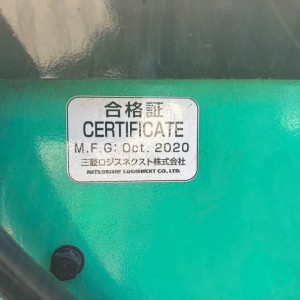 合格証
CERTIFICATE
M.F.G: Oct. 2020
三菱ロジスネクスト株式会社
MITSUBISHI LOGISNEXT CO., LTD.